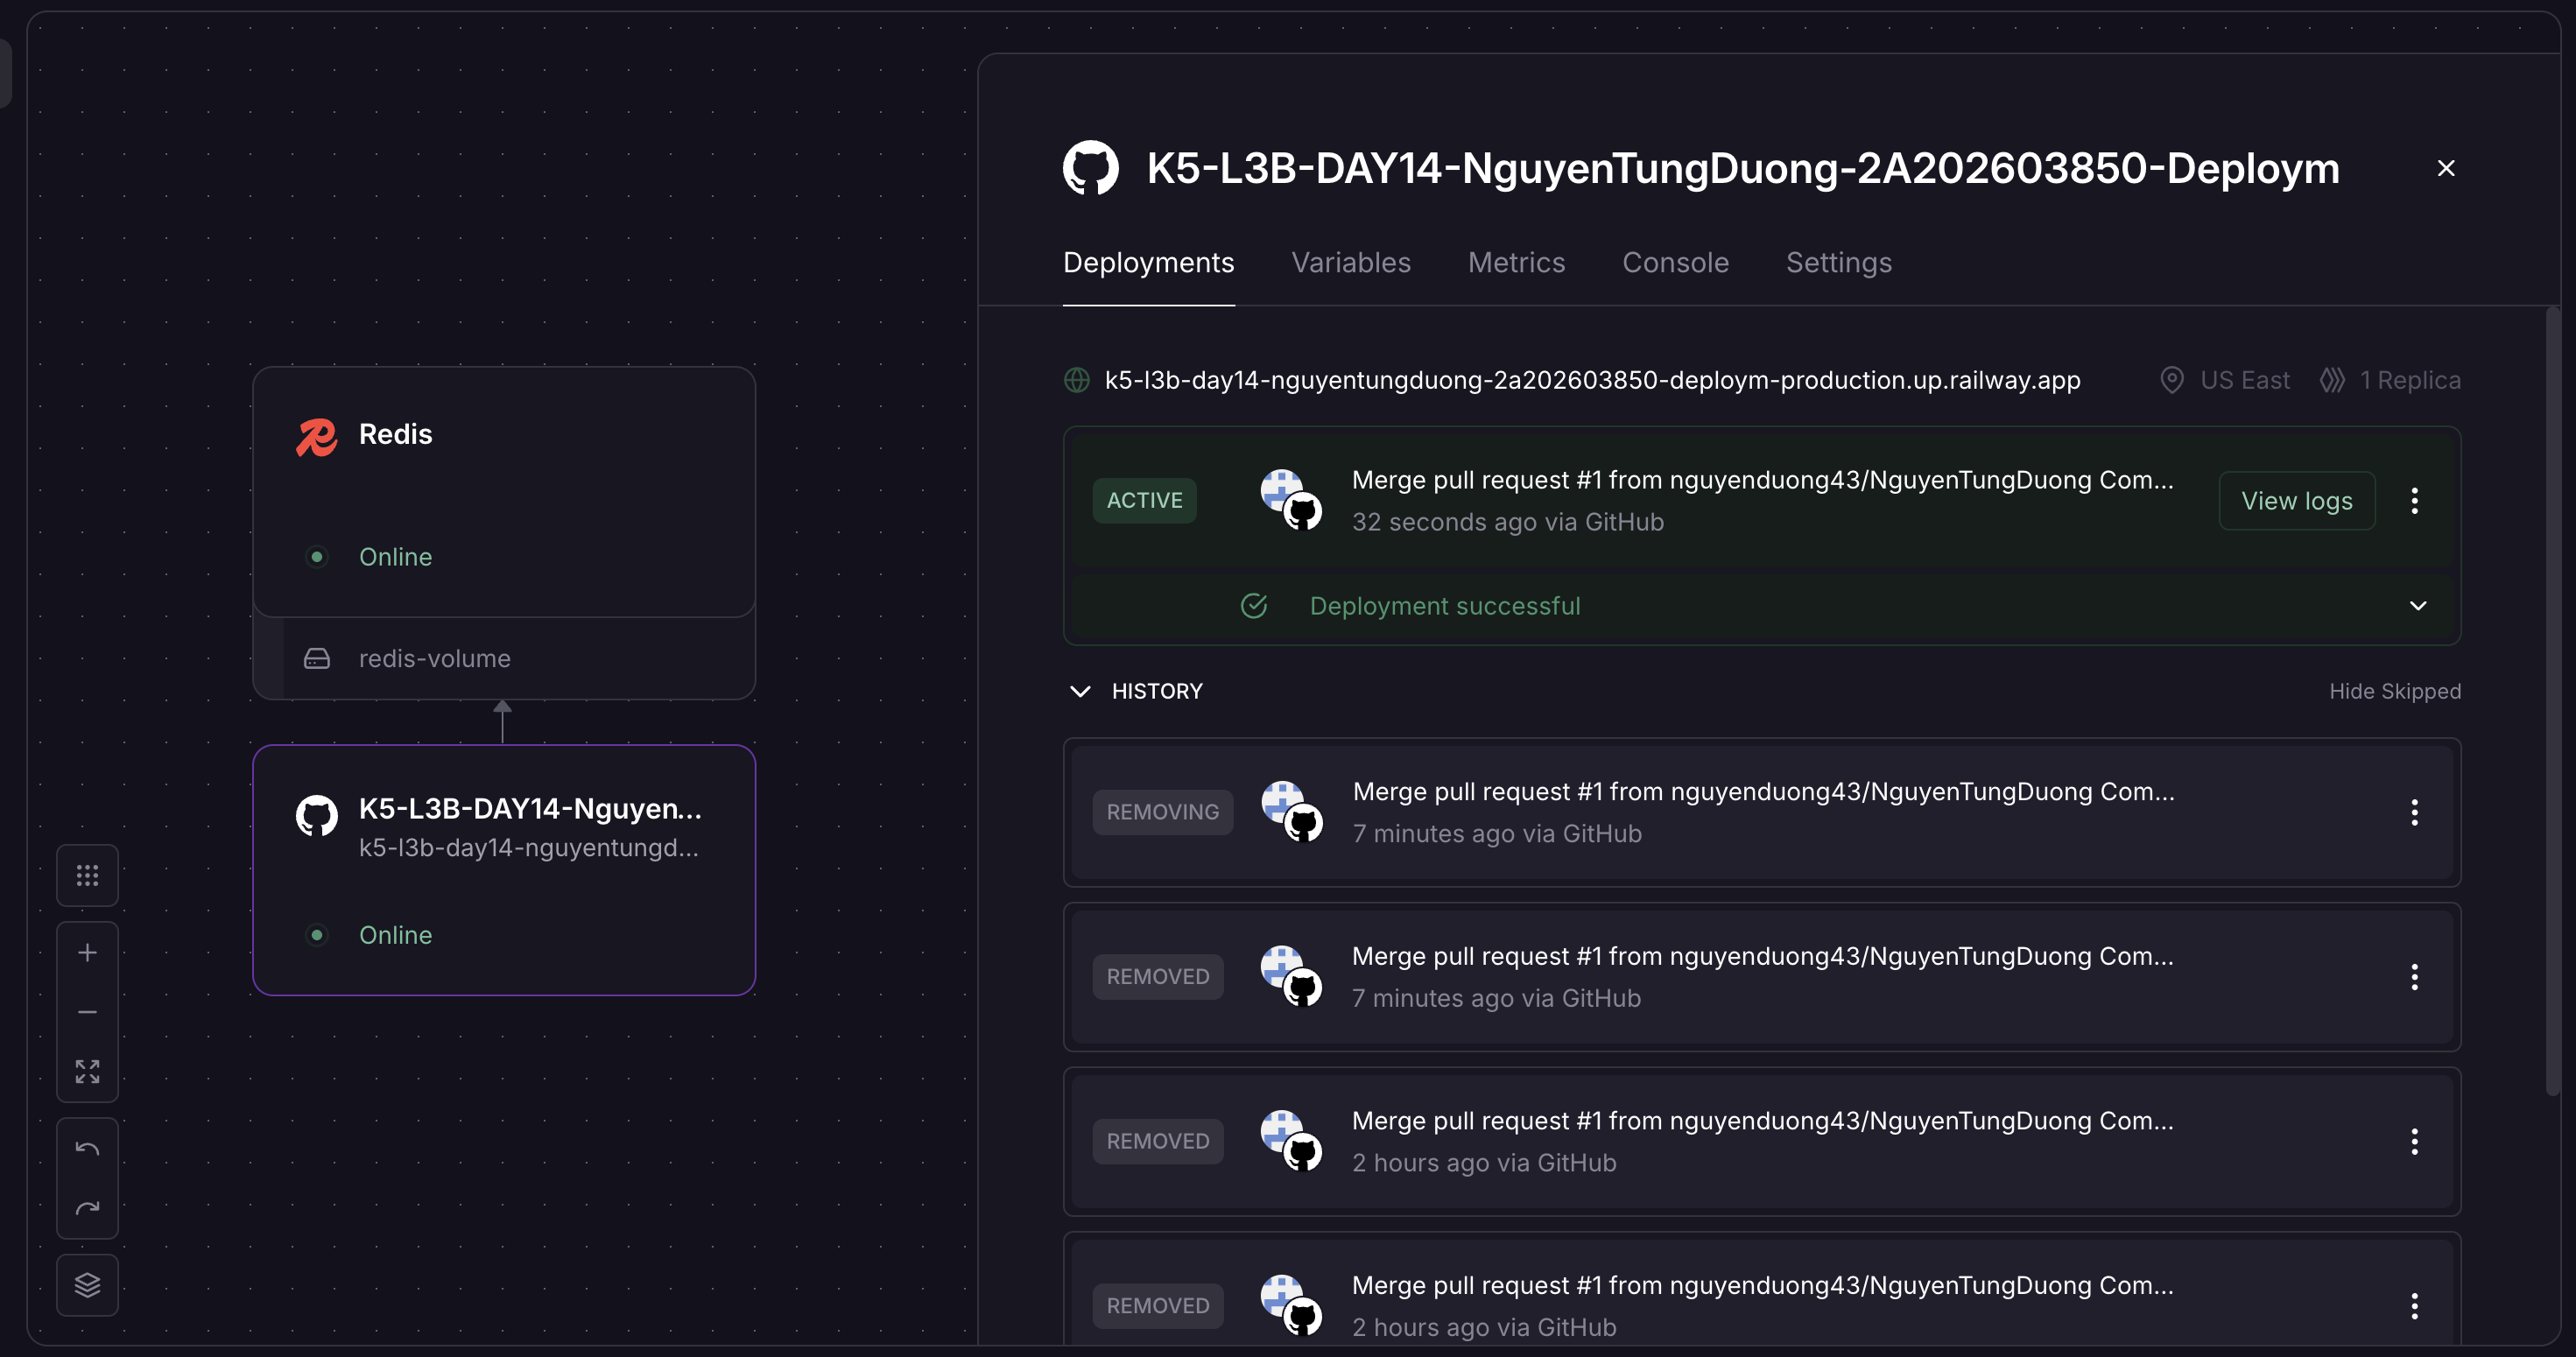 Redis
Online
redis-volume
K5-L3B-DAY14-Nguyen...
k5-l3b-day14-nguyentungd...
Online
K5-L3B-DAY14-NguyenTungDuong-2A202603850-Deploym
Deployments Variables Metrics Console Settings
k5-l3b-day14-nguyentungduong-2a202603850-deploym-production.up.railway.app US East 1 Replica
ACTIVE
Merge pull request #1 from nguyenduong43/NguyenTungDuong Com...
32 seconds ago via GitHub
View logs
Deployment successful
HISTORY Hide Skipped
REMOVING
Merge pull request #1 from nguyenduong43/NguyenTungDuong Com...
7 minutes ago via GitHub
REMOVED
Merge pull request #1 from nguyenduong43/NguyenTungDuong Com...
7 minutes ago via GitHub
REMOVED
Merge pull request #1 from nguyenduong43/NguyenTungDuong Com...
2 hours ago via GitHub
REMOVED
Merge pull request #1 from nguyenduong43/NguyenTungDuong Com...
2 hours ago via GitHub